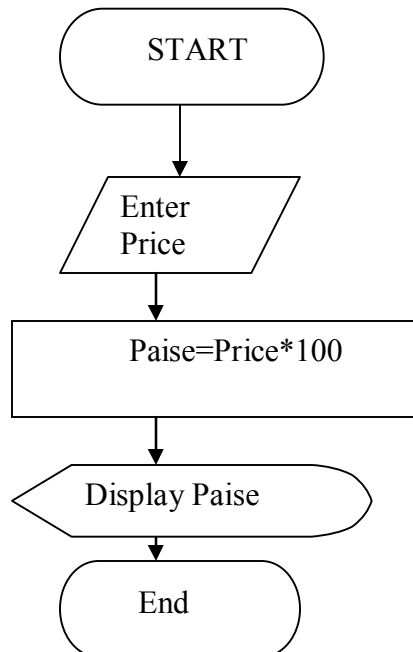 START
Enter
Price
Paise=Price*100
Display Paise
End